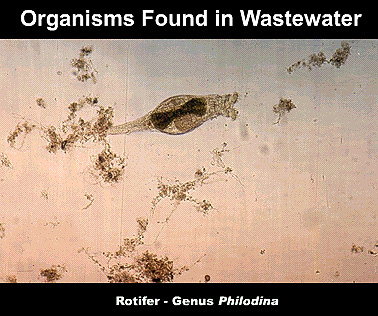 Organisms Found in Wastewater
Rotifer - Genus Philodina